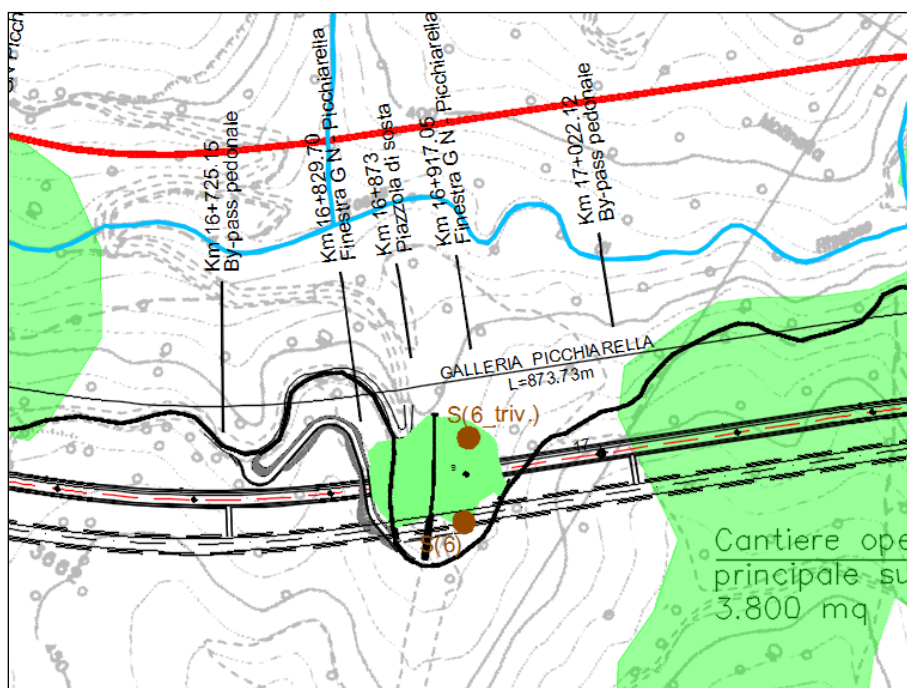 Km 16+725.15
By-pass pedonale
Km 16+829.70
Finestra G N - Picchiarella
Km 16+873
Piazzola di sosta
Km 16+917.05
Finestra G N - Picchiarella
Km 17+022.12
By-pass pedonale
GALLERIA PICCHIARELLA
L=873.73m
S(6_triv.)
17
S(6)
Cantiere ope
principale su
3.800 mq